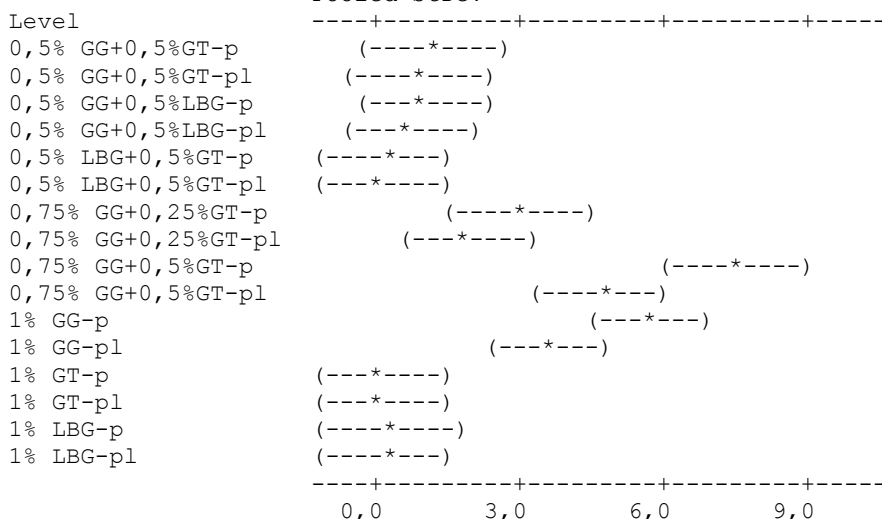 Level                ----+---------+---------+---------+-----
0,5% GG+0,5%GT-p        (----*----)
0,5% GG+0,5%GT-pl      (----*----)
0,5% GG+0,5%LBG-p       (---*----)
0,5% GG+0,5%LBG-pl     (---*----)
0,5% LBG+0,5%GT-p    (----*---)
0,5% LBG+0,5%GT-pl   (---*----)
0,75% GG+0,25%GT-p            (----*----)
0,75% GG+0,25%GT-pl        (---*----)
0,75% GG+0,5%GT-p                            (----*----)
0,75% GG+0,5%GT-pl                  (----*---)
1% GG-p                                 (---*---)
1% GG-pl                         (---*---)
1% GT-p              (---*----)
1% GT-pl             (---*----)
1% LBG-p             (----*----)
1% LBG-pl            (----*---)
                     ----+---------+---------+---------+-----
                       0,0       3,0       6,0       9,0